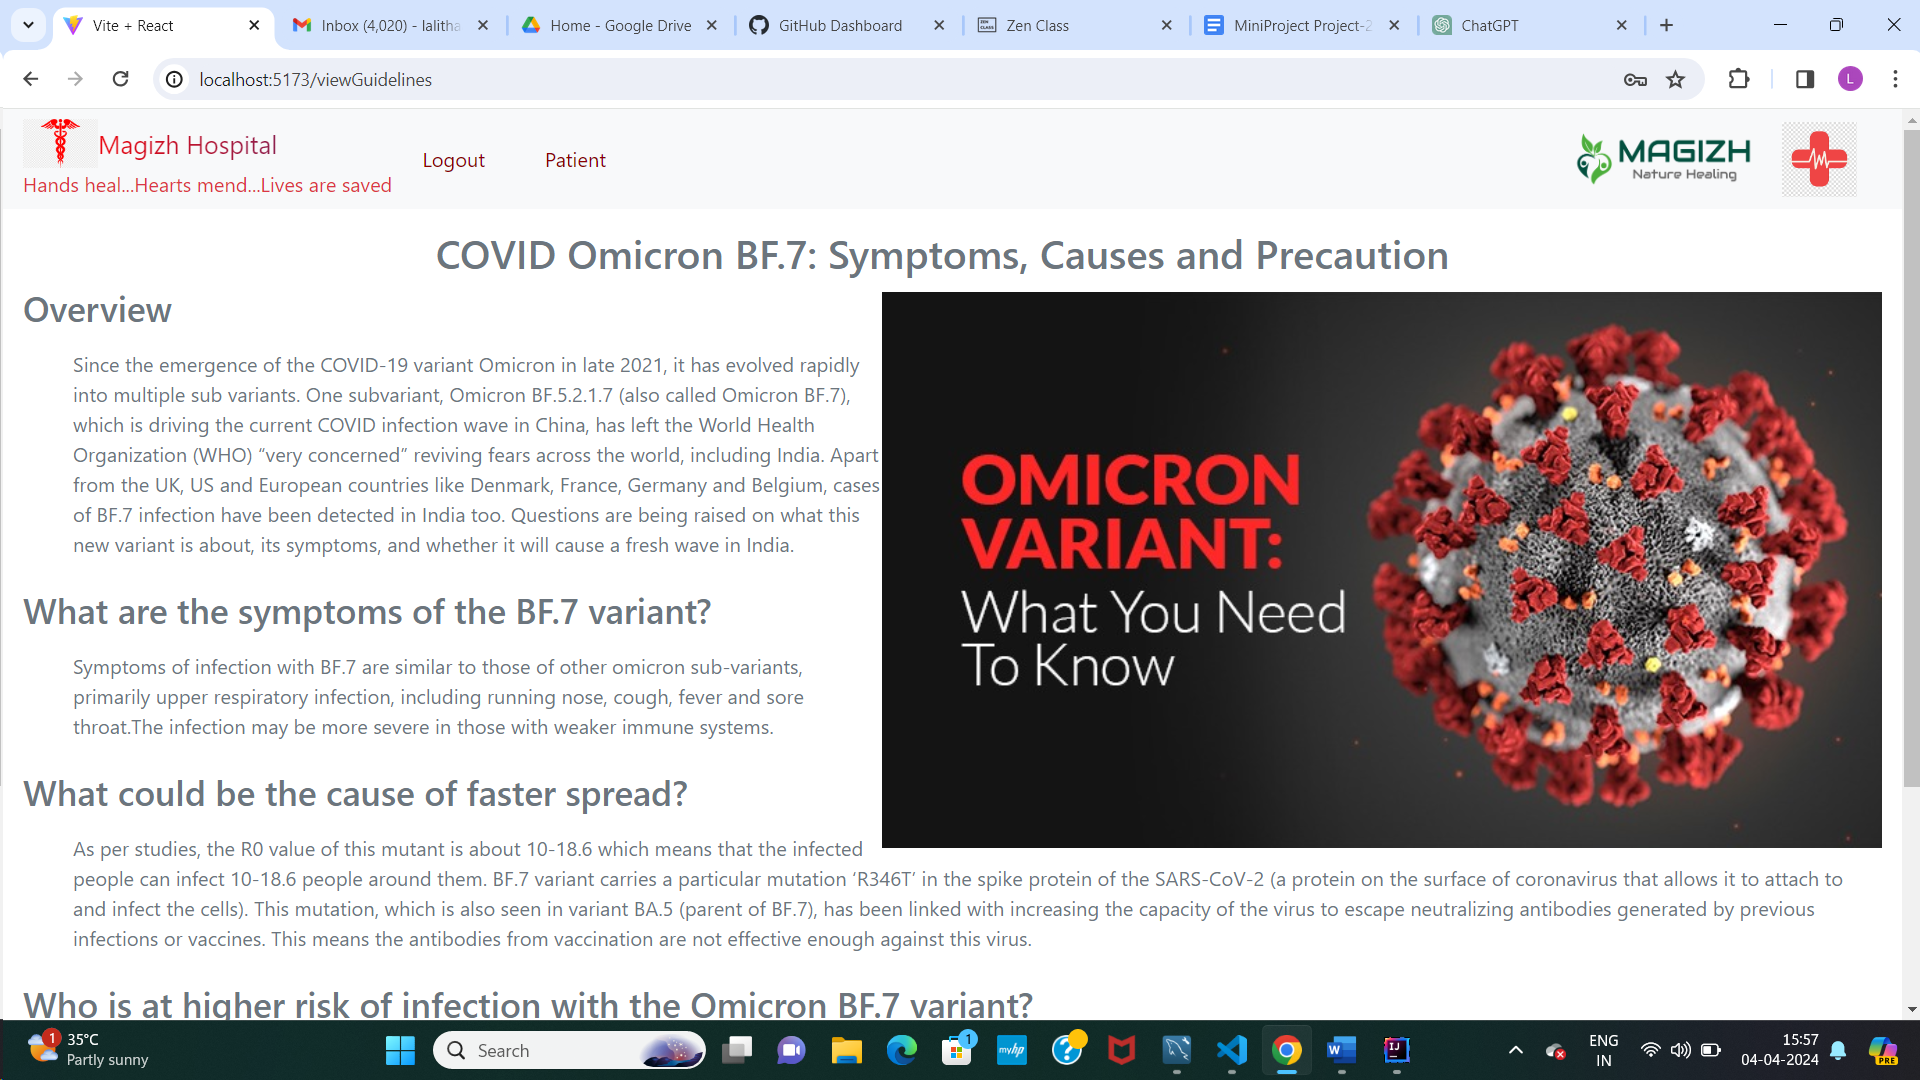 Vite + React
Inbox (4,020) - lalitha
Home - Google Drive
GitHub Dashboard
Zen Class
MiniProject Project-2
ChatGPT
localhost:5173/viewGuidelines
L
Magizh Hospital
Hands heal...Hearts mend...Lives are saved
Logout
Patient
MAGIZH
Nature Healing
COVID Omicron BF.7: Symptoms, Causes and Precaution
Overview
Since the emergence of the COVID-19 variant Omicron in late 2021, it has evolved rapidly
into multiple sub variants. One subvariant, Omicron BF.5.2.1.7 (also called Omicron BF.7),
which is driving the current COVID infection wave in China, has left the World Health
Organization (WHO) “very concerned” reviving fears across the world, including India. Apart
from the UK, US and European countries like Denmark, France, Germany and Belgium, cases
of BF.7 infection have been detected in India too. Questions are being raised on what this
new variant is about, its symptoms, and whether it will cause a fresh wave in India.
OMICRON
VARIANT:
What You Need
To Know
What are the symptoms of the BF.7 variant?
Symptoms of infection with BF.7 are similar to those of other omicron sub-variants,
primarily upper respiratory infection, including running nose, cough, fever and sore
throat.The infection may be more severe in those with weaker immune systems.
What could be the cause of faster spread?
As per studies, the R0 value of this mutant is about 10-18.6 which means that the infected
people can infect 10-18.6 people around them. BF.7 variant carries a particular mutation ‘R346T’ in the spike protein of the SARS-CoV-2 (a protein on the surface of coronavirus that allows it to attach to
and infect the cells). This mutation, which is also seen in variant BA.5 (parent of BF.7), has been linked with increasing the capacity of the virus to escape neutralizing antibodies generated by previous
infections or vaccines. This means the antibodies from vaccination are not effective enough against this virus.
Who is at higher risk of infection with the Omicron BF.7 variant?
1
35°C
Partly sunny
Search
1
myhp
?
W
IJ
ENG
IN
15:57
04-04-2024
PRE